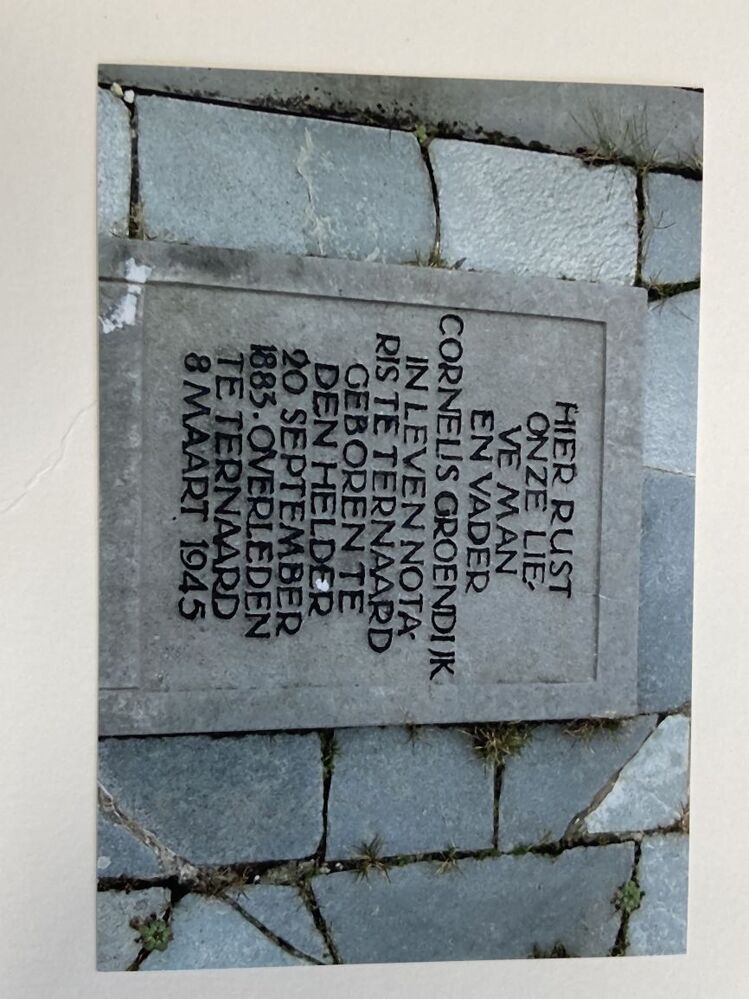 HIER RUST
ONZE LIE-
VE MAN
EN VADER
CORNELIS GROENDIJK
IN LEVEN NOTA-
RIS TE TERNAARD
GEBOREN TE
DEN HELDER
20 SEPTEMBER
1883. OVERLEDEN
TE TERNAARD
8 MAART 1945